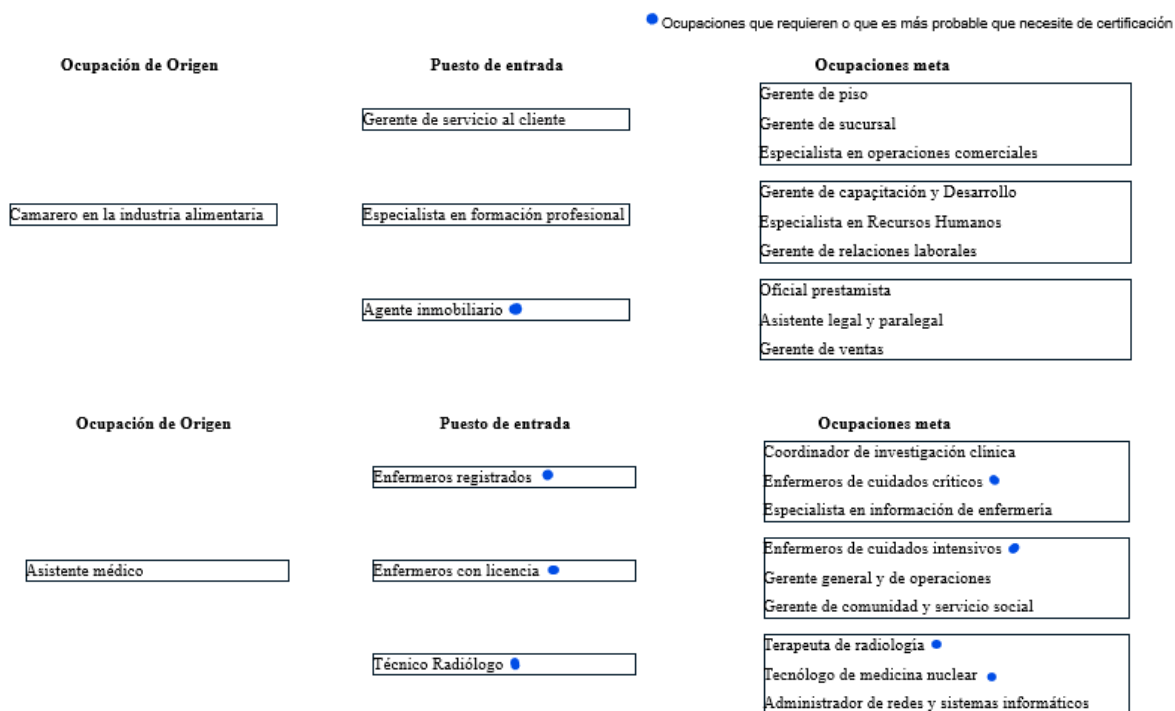 Ocupaciones que requieren o que es más probable que necesite de certificación
Ocupación de Origen
Puesto de entrada
Ocupaciones meta
Camarero en la industria alimentaria
Gerente de servicio al cliente
Gerente de piso
Gerente de sucursal
Especialista en operaciones comerciales
Especialista en formación profesional
Gerente de capaçitación y Desarrollo
Especialista en Recursos Humanos
Gerente de relaciones laborales
Agente inmobiliario
Oficial prestamista
Asistente legal y paralegal
Gerente de ventas
Ocupación de Origen
Puesto de entrada
Ocupaciones meta
Asistente médico
Enfermeros registrados
Coordinador de investigación clínica
Enfermeros de cuidados críticos
Especialista en información de enfermería
Enfermeros con licencia
Enfermeros de cuidados intensivos
Gerente general y de operaciones
Gerente de comunidad y servicio social
Técnico Radiólogo
Terapeuta de radiología
Tecnólogo de medicina nuclear
Administrador de redes y sistemas informáticos